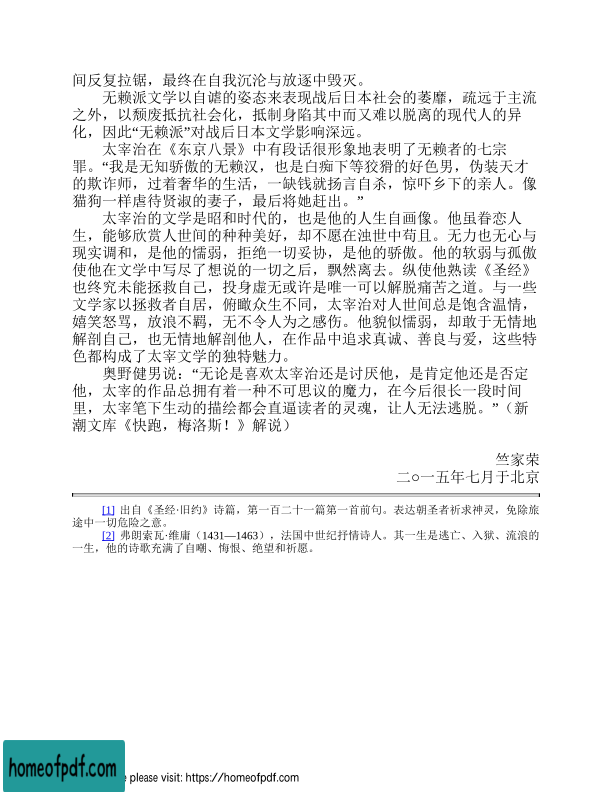 间反复拉锯，最终在自我沉沦与放逐中毁灭。
无赖派文学以自虐的姿态来表现战后日本社会的萎靡，疏远于主流
之外，以颓废抵抗社会化，抵制身陷其中而又难以脱离的现代人的异
化，因此“无赖派”对战后日本文学影响深远。
太宰治在《东京八景》中有段话很形象地表明了无赖者的七宗
罪。“我是无知骄傲的无赖汉，也是白痴下等狡猾的好色男，伪装天才
的欺诈师，过着奢华的生活，一缺钱就扬言自杀，惊吓乡下的亲人。像
猫狗一样虐待贤淑的妻子，最后将她赶出。”
太宰治的文学是昭和时代的，也是他的人生自画像。他虽眷恋人
生，能够欣赏人世间的种种美好，却不愿在浊世中苟且。无力也无心与
现实调和，是他的懦弱，拒绝一切妥协，是他的骄傲。他的软弱与孤傲
使他在文学中写尽了想说的一切之后，飘然离去。纵使他熟读《圣经》
也终究未能拯救自己，投身虚无或许是唯一可以解脱痛苦之道。与一些
文学家以拯救者自居，俯瞰众生不同，太宰治对人世间总是饱含温情，
嬉笑怒骂，放浪不羁，无不令人为之感伤。他貌似懦弱，却敢于无情地
解剖自己，也无情地解剖他人，在作品中追求真诚、善良与爱，这些特
色都构成了太宰文学的独特魅力。
奥野健男说：“无论是喜欢太宰治还是讨厌他，是肯定他还是否定
他，太宰的作品总拥有着一种不可思议的魔力，在今后很长一段时间
里，太宰笔下生动的描绘都会直逼读者的灵魂，让人无法逃脱。”（新
潮文库《快跑，梅洛斯！》解说）
竺家荣
二○一五年七月于北京
[1] 出自《圣经·旧约》诗篇，第一百二十一篇第一首前句。表达朝圣者祈求神灵，免除旅
途中一切危险之意。
[2] 弗朗索瓦·维庸（1431—1463），法国中世纪抒情诗人。其一生是逃亡、入狱、流浪的
一生，他的诗歌充满了自嘲、悔恨、绝望和祈愿。
homeofpdf.com
e please visit: https://homeofpdf.com